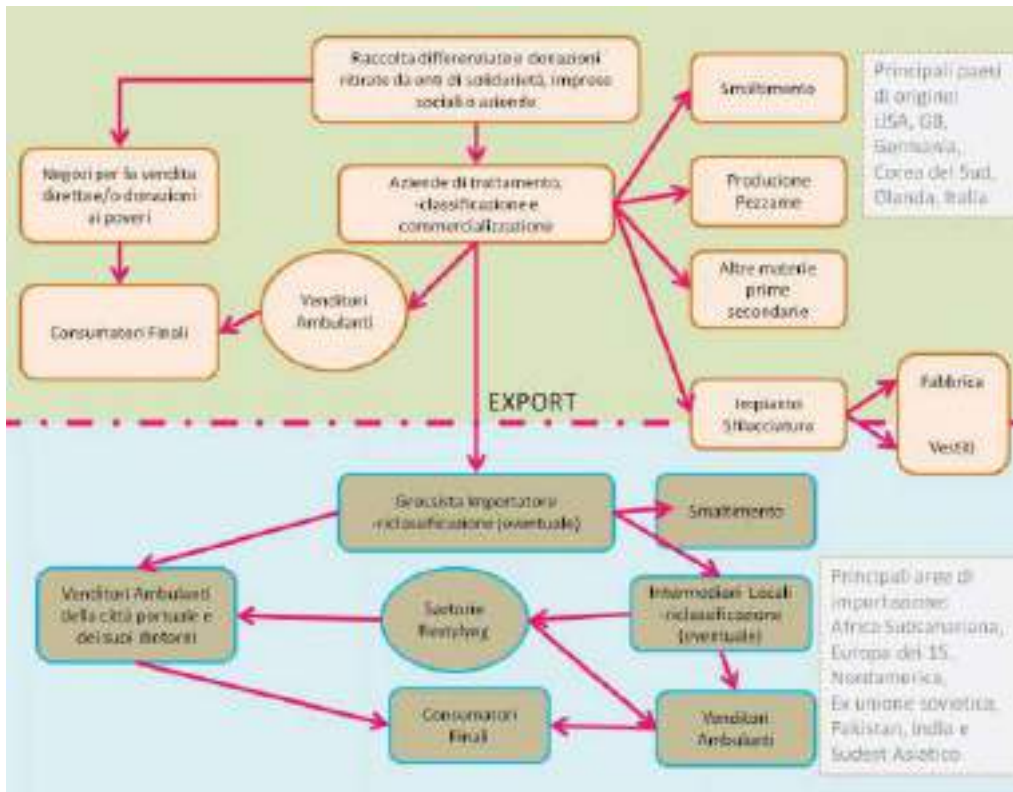 Raccolta differenziata e donazioni
ritirate da enti di solidarietà, imprese
sociali o aziende
Smaltimento
Principali paesi
di origine:
USA, GB,
Germania,
Corea del Sud,
Olanda, Italia
Negozi per la vendita
diretta e/o donazioni
ai poveri
Aziende di trattamento,
-classificazione e
commercializzazione
Produzione
Pezzame
Venditori
Ambulanti
Altre materie
prime
secondarie
Consumatori Finali
EXPORT
Impianto
Sfilacciatura
Fabbrica
Vestiti
Grossista Importatore
-riclassificazione (eventuale)
Smaltimento
Venditori Ambulanti
della città portuale e
dei suoi dintorni
Sartorie
Restyling
Intermediari Locali
-riclassificazione
(eventuale)
Principali aree di
importazione:
Africa Subsahariana,
Europa dei 15,
Nordamerica,
Ex unione sovietica,
Pakistan, India e
Sudest Asiatico
Consumatori
Finali
Venditori
Ambulanti